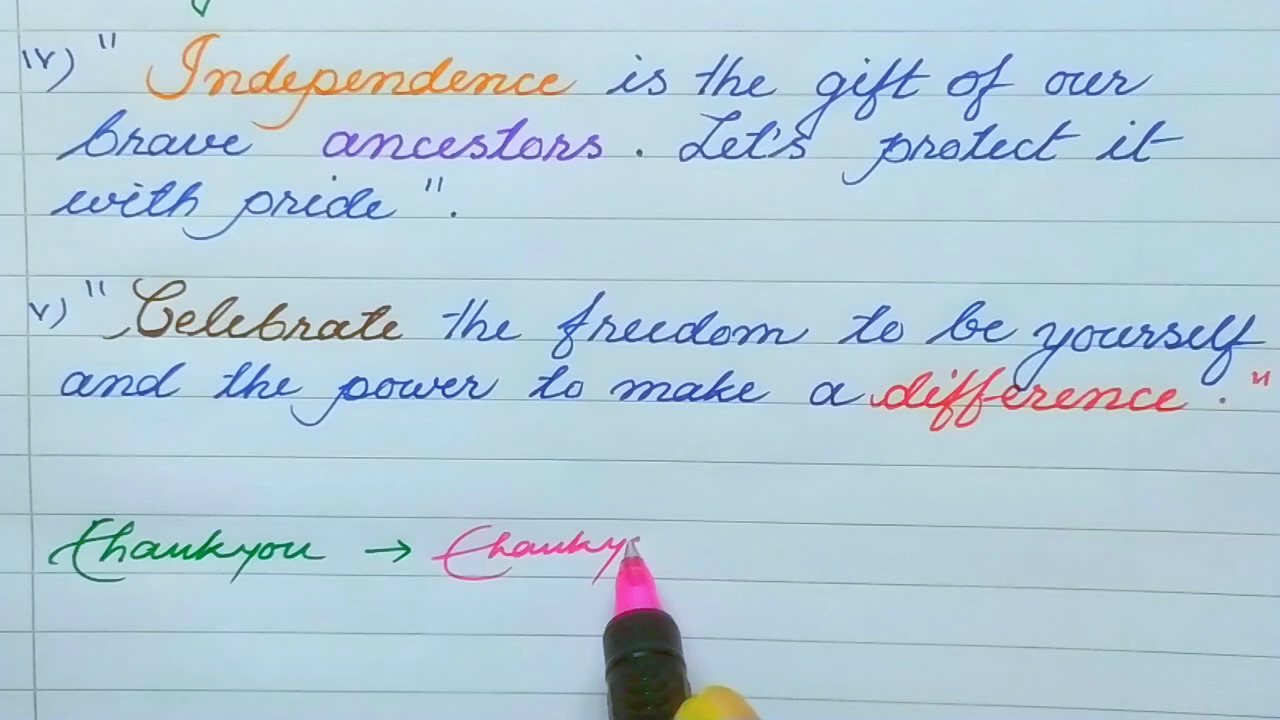 IV) " Independence is the gift of our
brave ancestors. Let's protect it
with pride ".
V) " Celebrate the freedom to be yourself
and the power to make a difference."
Thankyou → Thanky